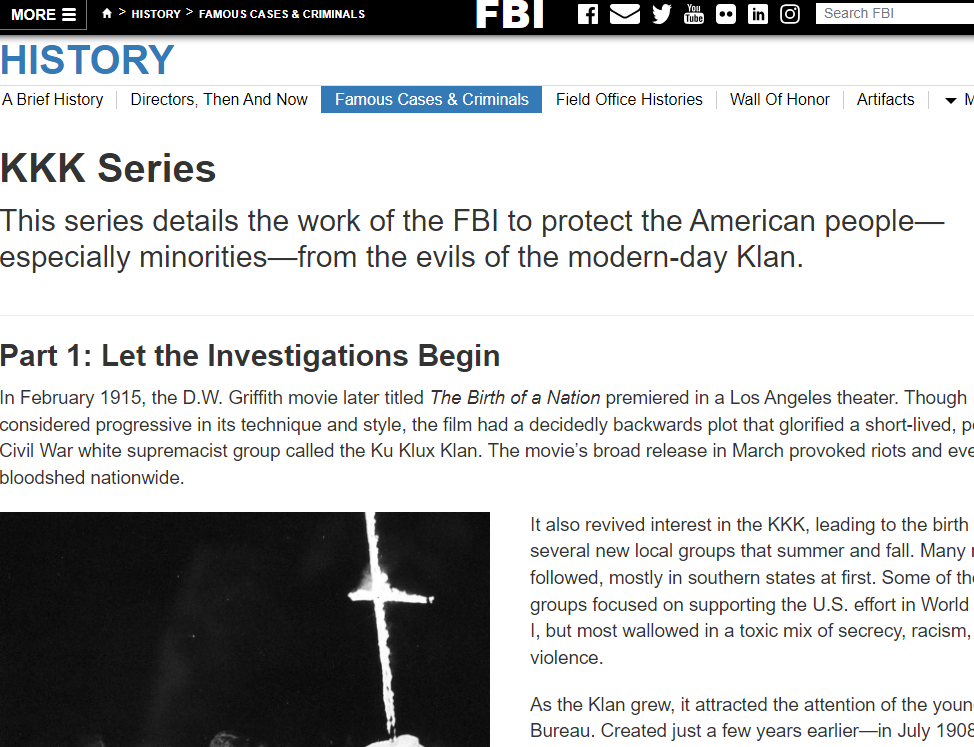 MORE
> HISTORY > FAMOUS CASES & CRIMINALS
FBI
You
Tube
in
Search FBI
HISTORY
A Brief History
Directors, Then And Now
Famous Cases & Criminals
Field Office Histories
Wall Of Honor
Artifacts
KKK Series
This series details the work of the FBI to protect the American people—
especially minorities—from the evils of the modern-day Klan.
Part 1: Let the Investigations Begin
In February 1915, the D.W. Griffith movie later titled The Birth of a Nation premiered in a Los Angeles theater. Though
considered progressive in its technique and style, the film had a decidedly backwards plot that glorified a short-lived,
Civil War white supremacist group called the Ku Klux Klan. The movie’s broad release in March provoked riots and
bloodshed nationwide.
It also revived interest in the KKK, leading to the birth
several new local groups that summer and fall. Many
followed, mostly in southern states at first. Some of
groups focused on supporting the U.S. effort in World
I, but most wallowed in a toxic mix of secrecy, racism,
violence.
As the Klan grew, it attracted the attention of the
Bureau. Created just a few years earlier—in July 1908